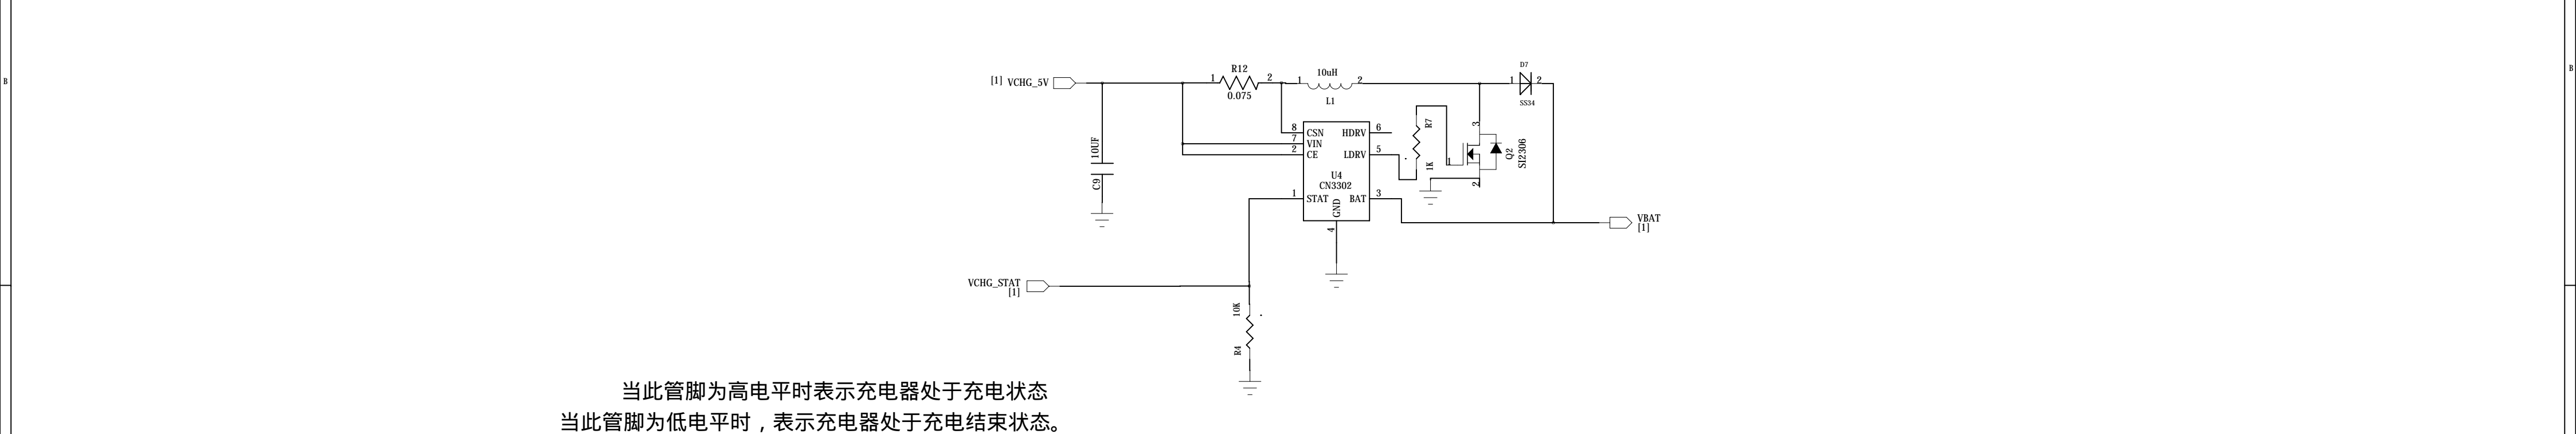 B
B
R12
1
2
0.075
[1] VCHG_5V
10uH
1
2
L1
D7
1
2
SS34
10UF
C9
8
CSN
HDRV
6
7
VIN
2
CE
LDRV
5
U4
CN3302
1
STAT
BAT
3
GND
4
R7
1K
3
1
2
Q2
SI2306
VBAT
[1]
VCHG_STAT
[1]
10K
R4
当此管脚为高电平时表示充电器处于充电状态
当此管脚为低电平时，表示充电器处于充电结束状态。